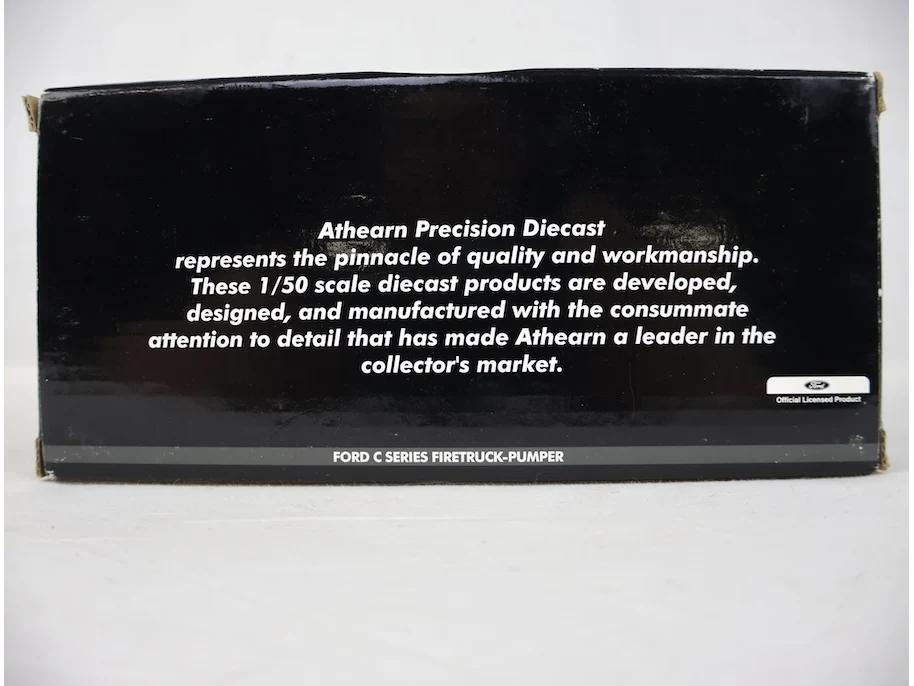 Athearn Precision Diecast
represents the pinnacle of quality and workmanship.
These 1/50 scale diecast products are developed,
designed, and manufactured with the consummate
attention to detail that has made Athearn a leader in the
collector's market.
Ford
Official Licensed Product
FORD C SERIES FIRETRUCK-PUMPER